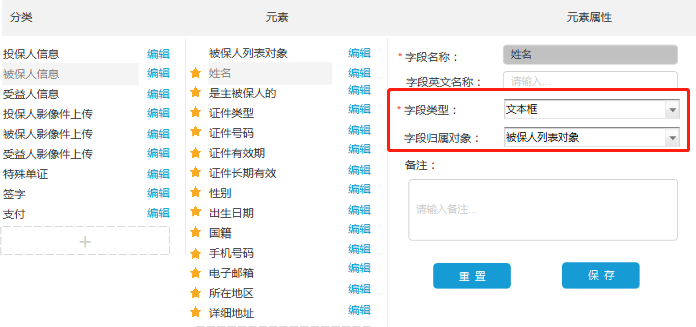 分类
投保人信息 编辑
被保人信息 编辑
受益人信息 编辑
投保人影像件上传 编辑
被保人影像件上传 编辑
受益人影像件上传 编辑
特殊单证 编辑
签字 编辑
支付 编辑
+
元素
被保人列表对象 编辑
姓名 编辑
是主被保人的 编辑
证件类型 编辑
证件号码 编辑
证件有效期 编辑
证件长期有效 编辑
性别 编辑
出生日期 编辑
国籍 编辑
手机号码 编辑
电子邮箱 编辑
所在地区 编辑
详细地址 编辑
元素属性
* 字段名称： 姓名
字段英文名称： 请输入...
* 字段类型： 文本框
字段归属对象： 被保人列表对象
备注：
请输入备注...
重 置 保 存